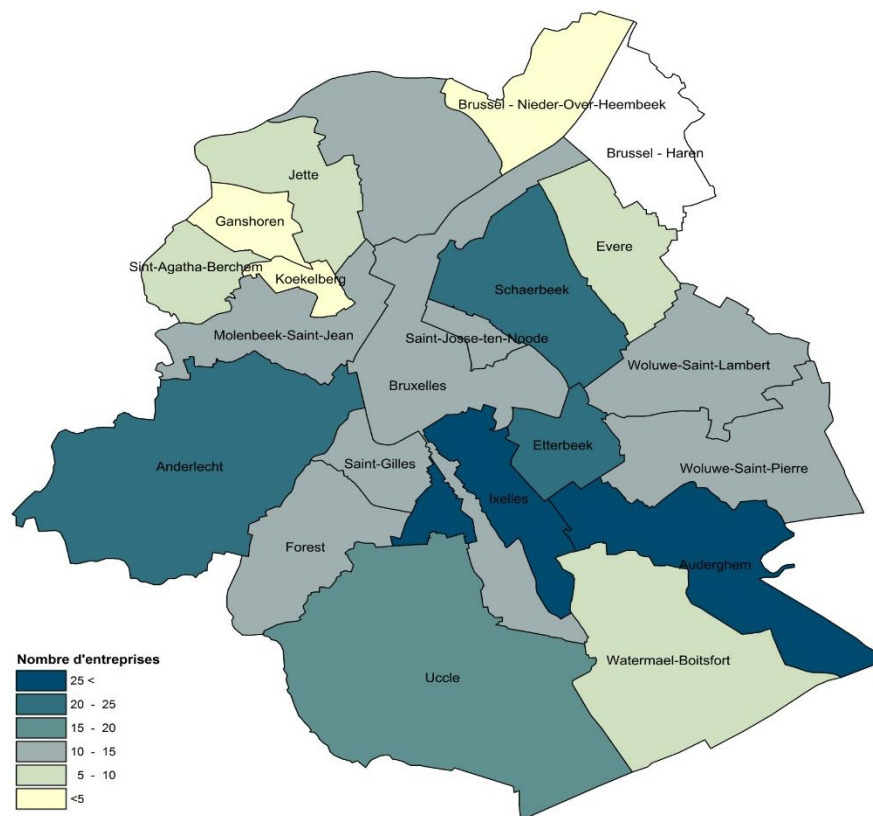 Brussel - Nieder-Over-Heembeek
Brussel - Haren
Jette
Ganshoren
Evere
Sint-Agatha-Berchem
Koekelberg
Schaerbeek
Molenbeek-Saint-Jean
Saint-Josse-ten-Noode
Woluwe-Saint-Lambert
Bruxelles
Etterbeek
Anderlecht
Saint-Gilles
Woluwe-Saint-Pierre
Ixelles
Forest
Auderghem
Watermael-Boitsfort
Uccle
Nombre d'entreprises
25 <
20 - 25
15 - 20
10 - 15
5 - 10
<5